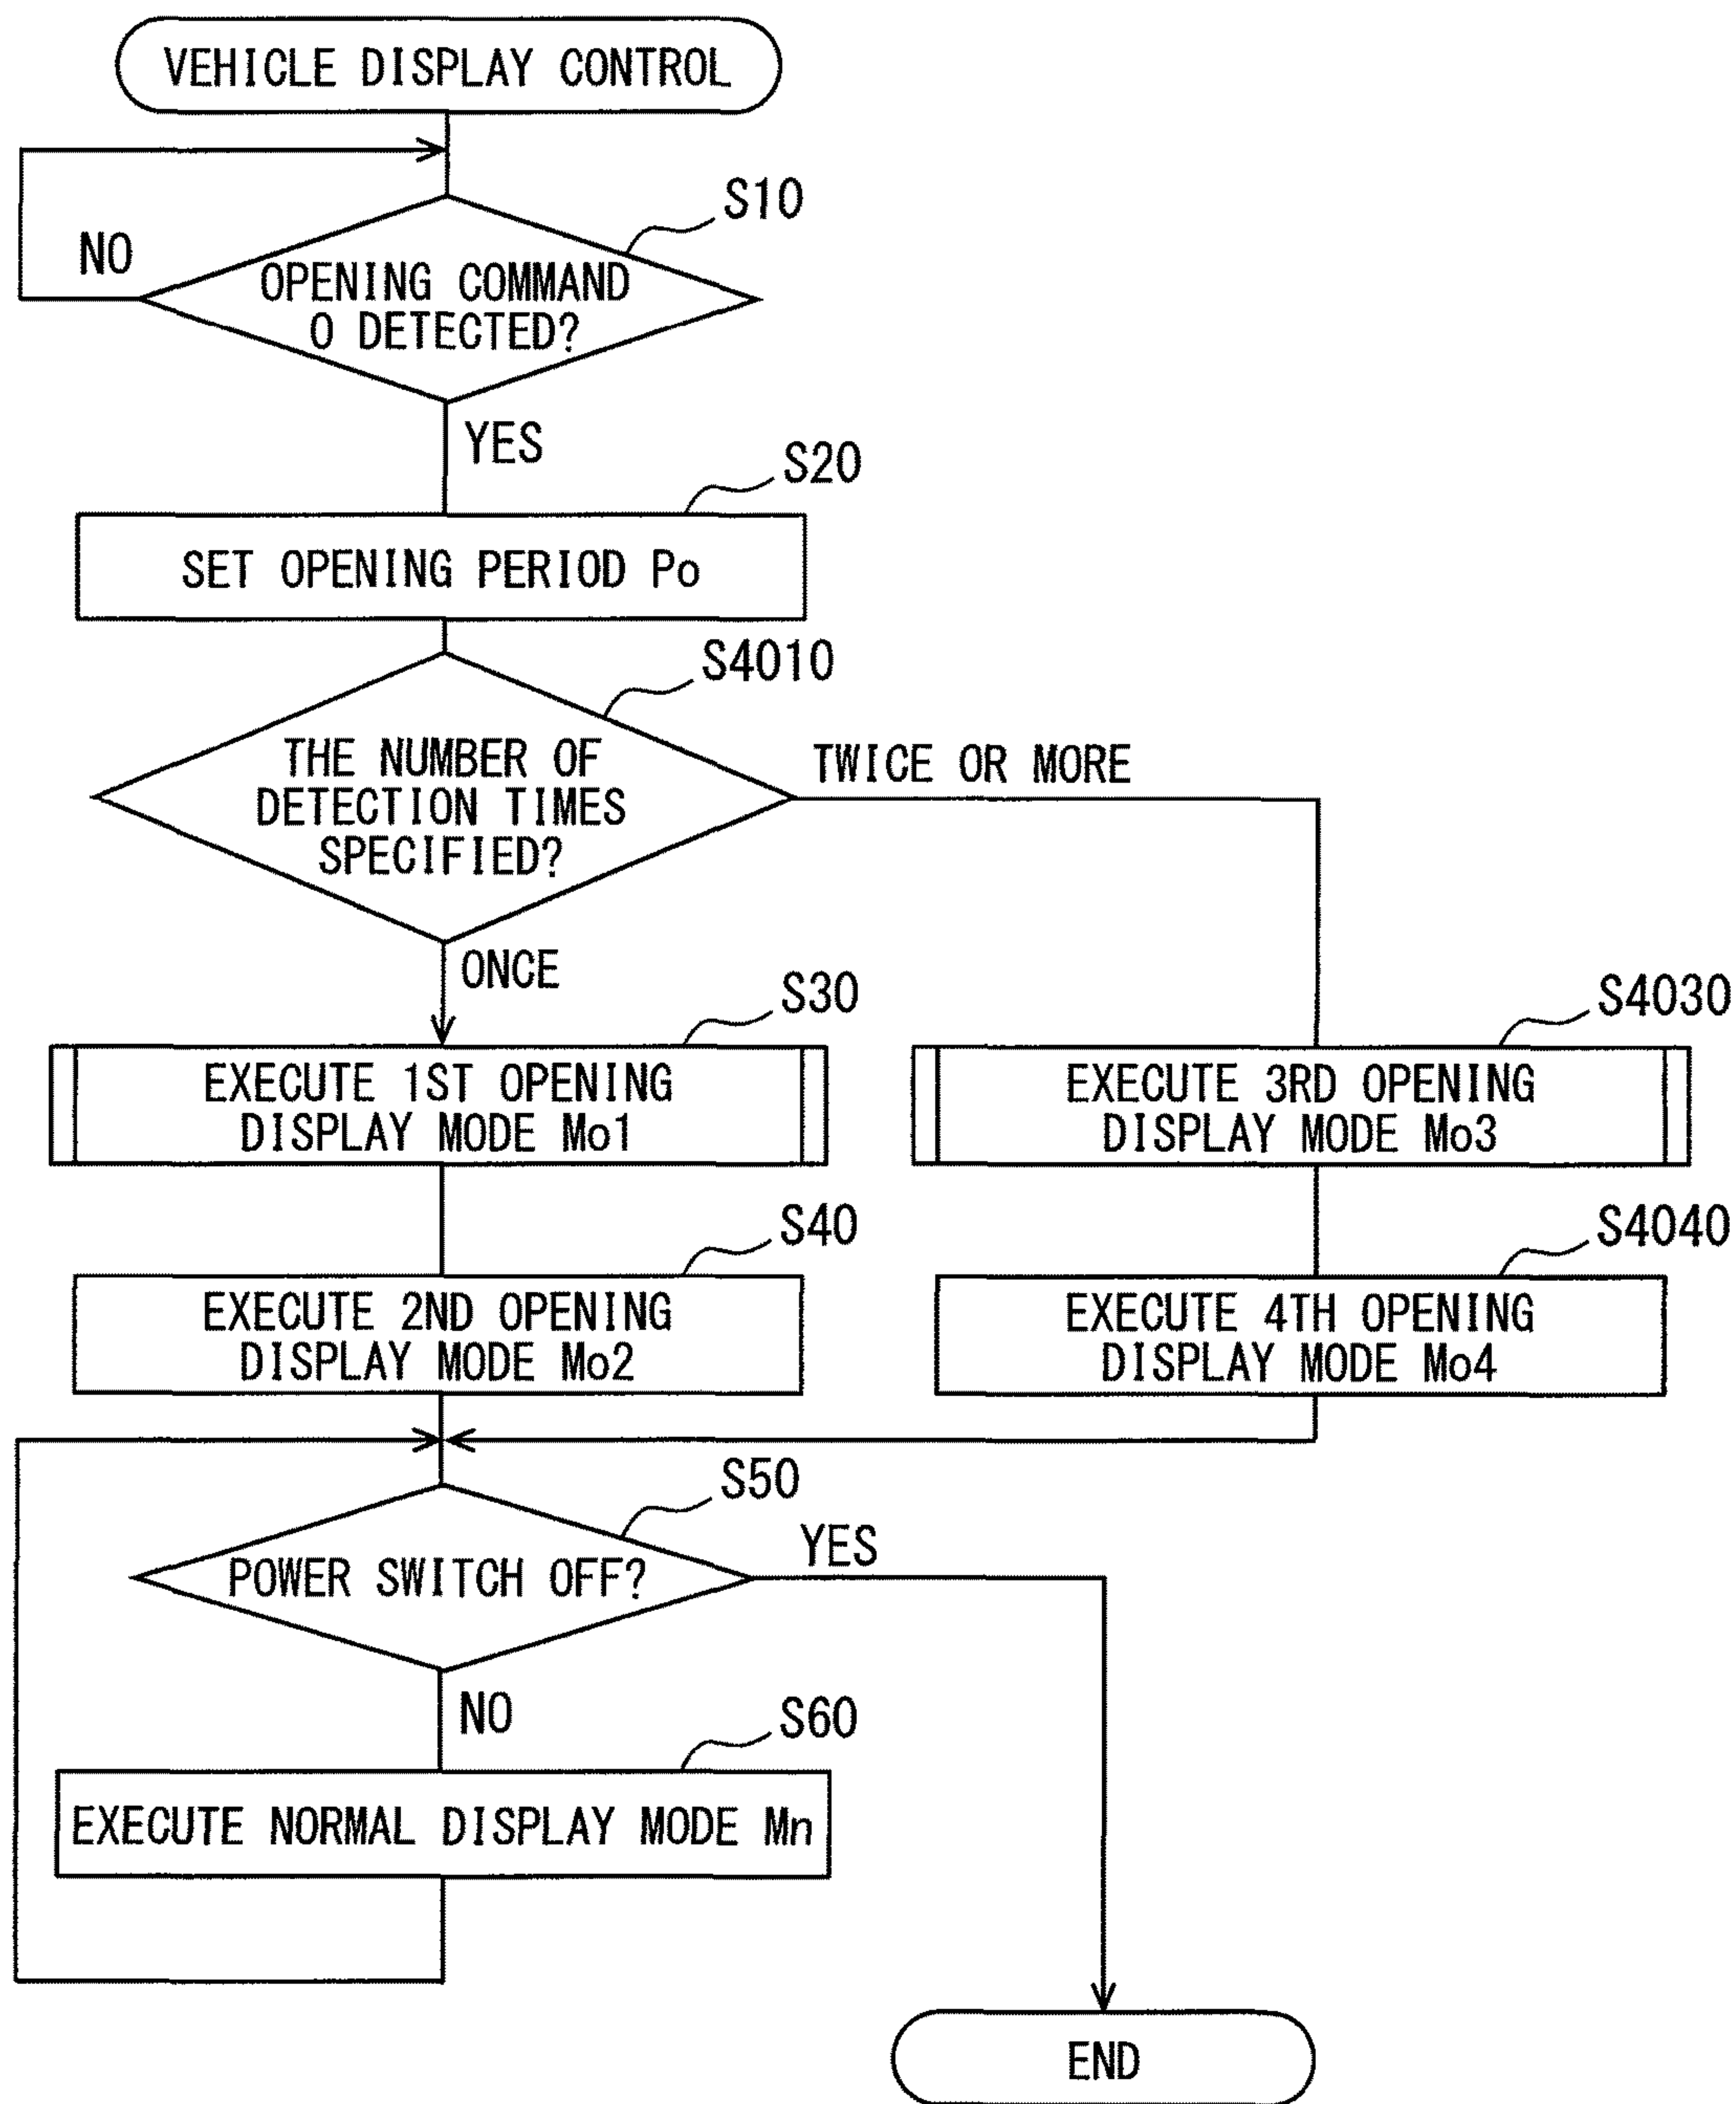 VEHICLE DISPLAY CONTROL
S10
NO
OPENING COMMAND
O DETECTED?
YES
S20
SET OPENING PERIOD Po
S4010
THE NUMBER OF
DETECTION TIMES
SPECIFIED?
TWICE OR MORE
ONCE
S30
EXECUTE 1ST OPENING
DISPLAY MODE Mo1
S4030
EXECUTE 3RD OPENING
DISPLAY MODE Mo3
S40
EXECUTE 2ND OPENING
DISPLAY MODE Mo2
S4040
EXECUTE 4TH OPENING
DISPLAY MODE Mo4
S50
POWER SWITCH OFF?
YES
NO
S60
EXECUTE NORMAL DISPLAY MODE Mn
END